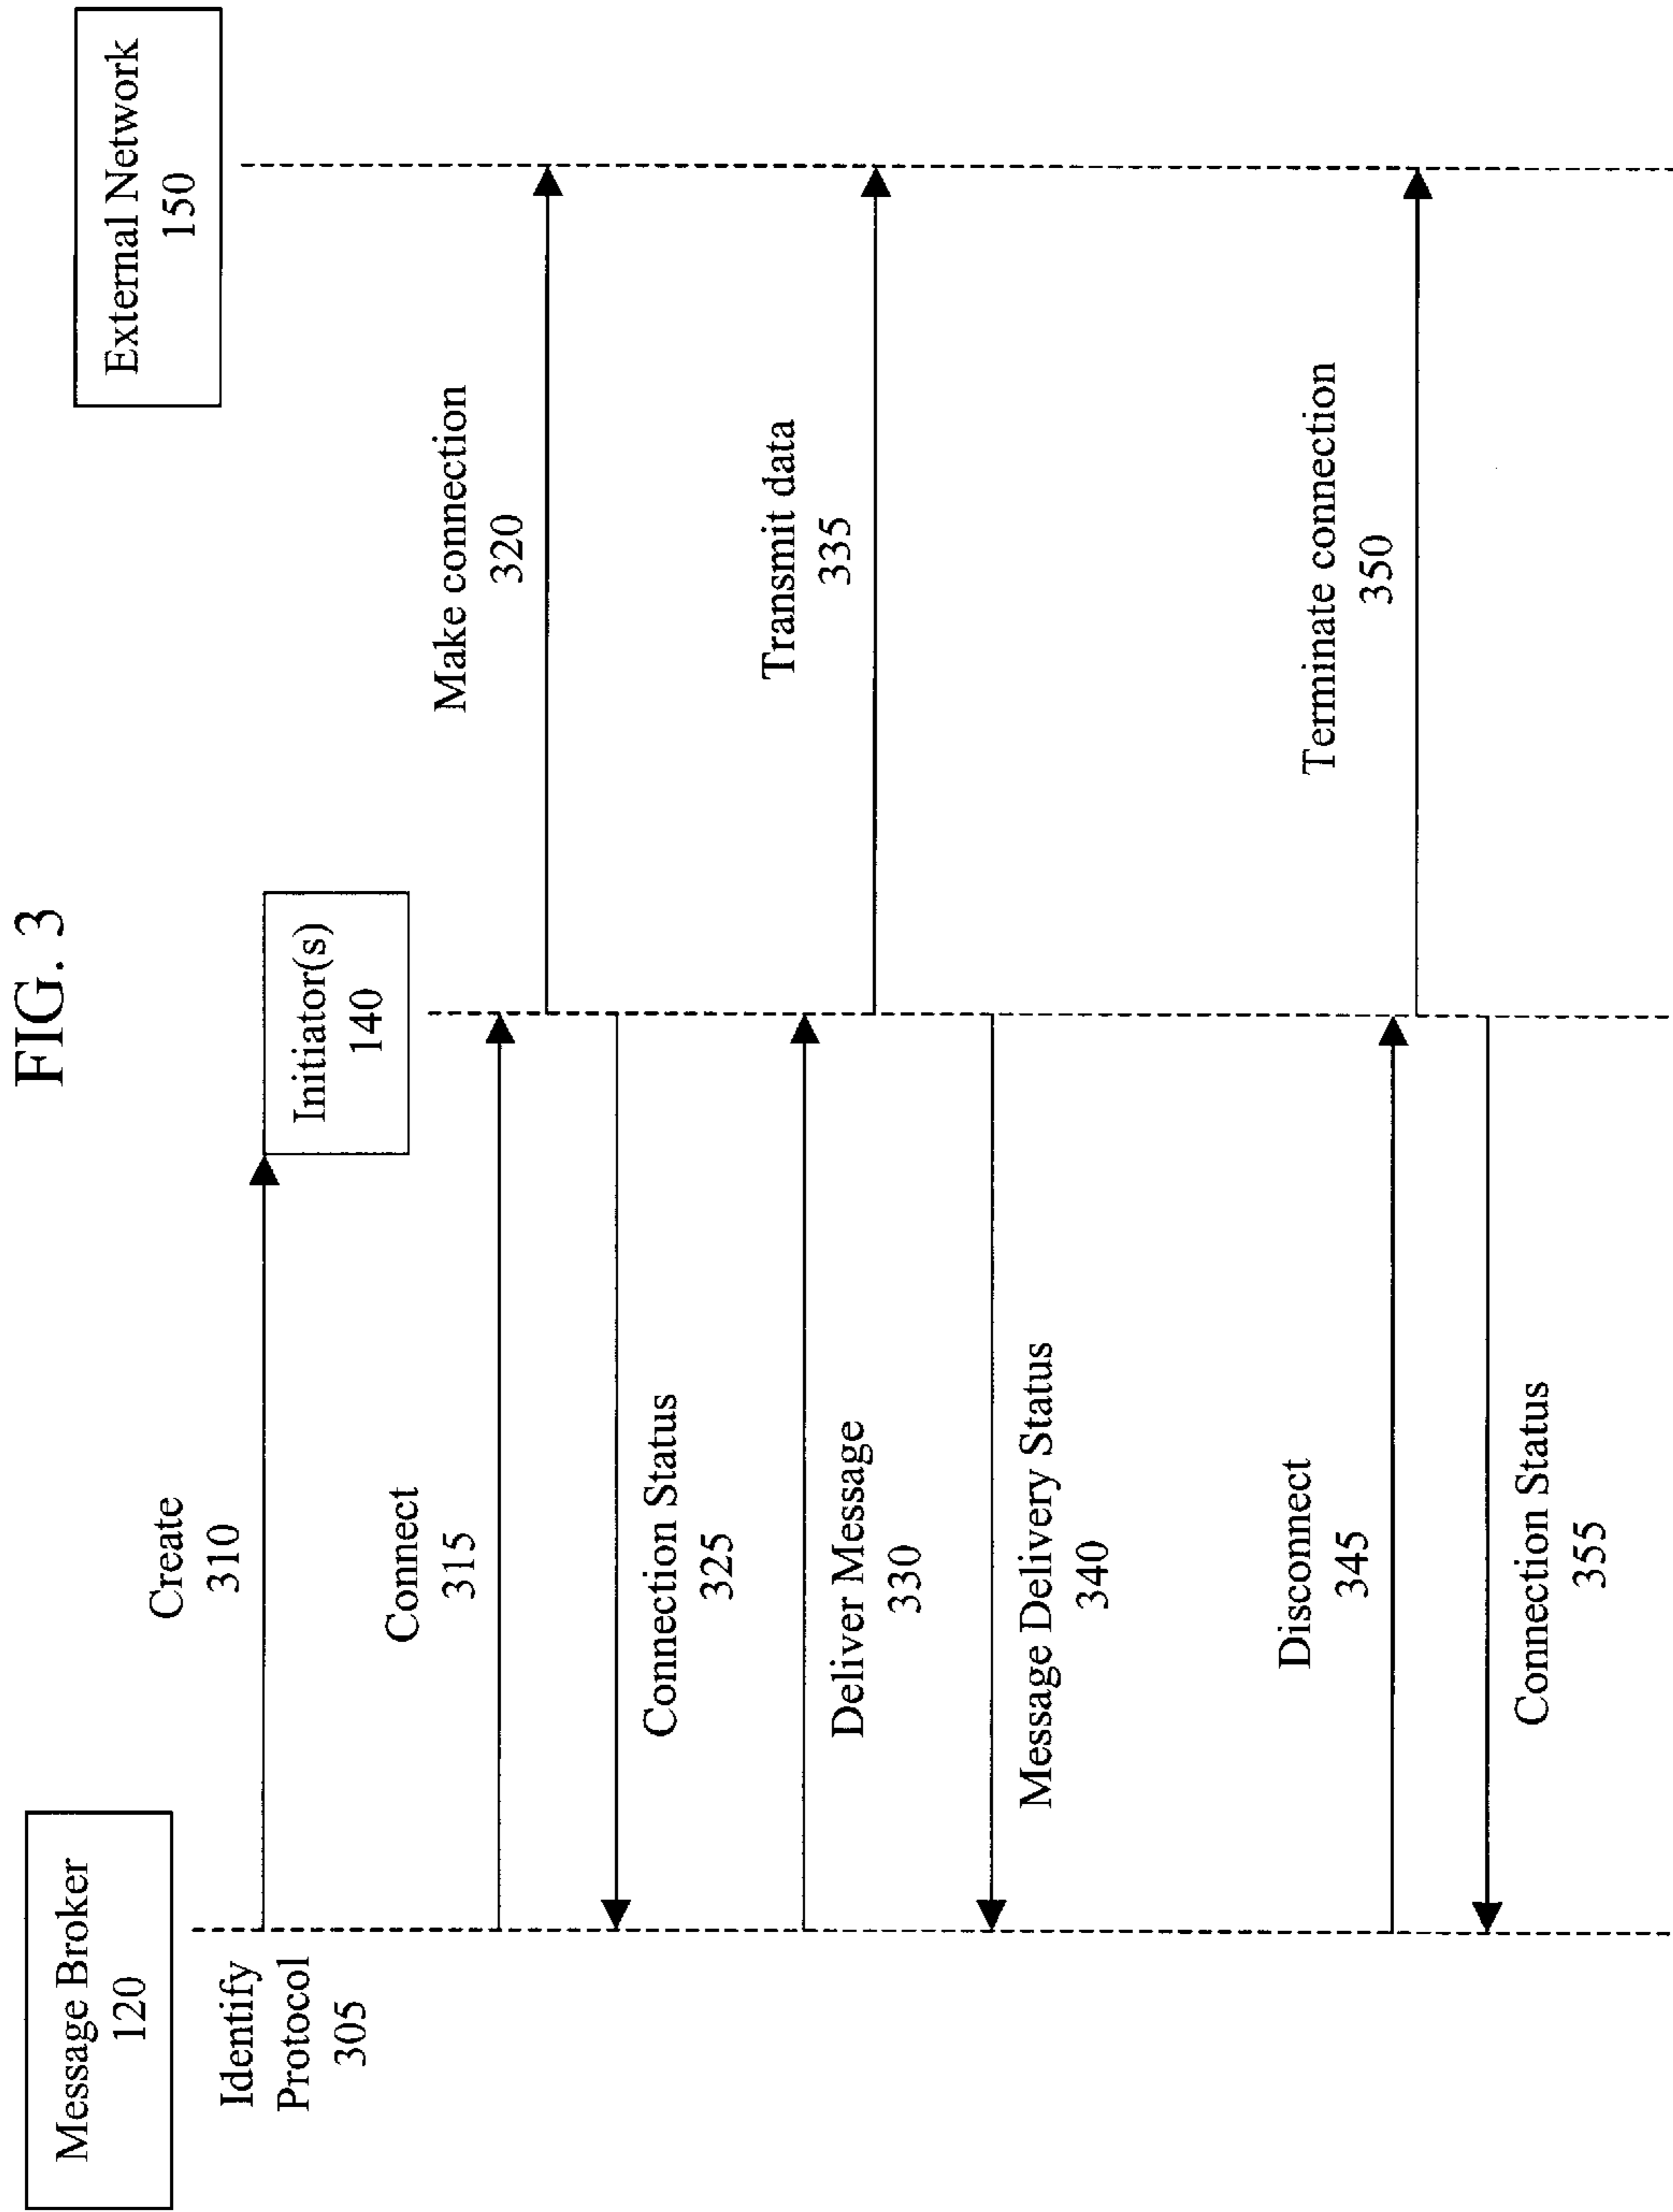 FIG. 3
Message Broker
120
Initiator(s)
140
External Network
150
Identify
Protocol
305
Create
310
Connect
315
Make connection
320
Connection Status
325
Deliver Message
330
Transmit data
335
Message Delivery Status
340
Disconnect
345
Terminate connection
350
Connection Status
355